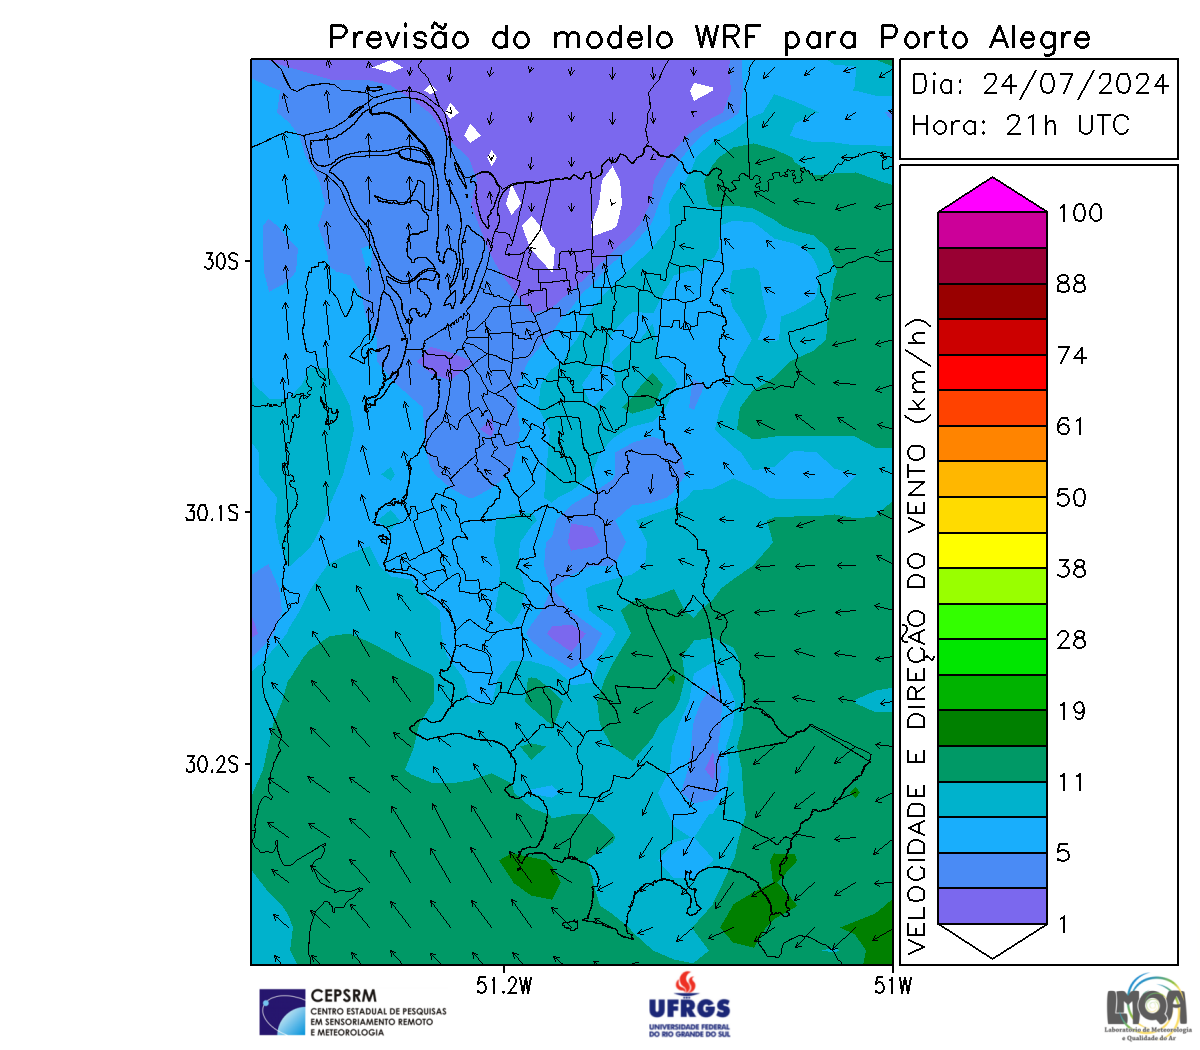 Previsão do modelo WRF para Porto Alegre
Dia: 24/07/2024
Hora: 21h UTC
VELOCIDADE E DIREÇÃO DO VENTO (km/h)
100
88
74
61
50
38
28
19
11
5
1
30S
30.1S
30.2S
51.2W
51W
CEPSRM
CENTRO ESTADUAL DE PESQUISAS
EM SENSORIAMENTO REMOTO
E METEOROLOGIA
UFRGS
UNIVERSIDADE FEDERAL
DO RIO GRANDE DO SUL
LMQA
Laboratório de Meteorologia
e Qualidade do Ar